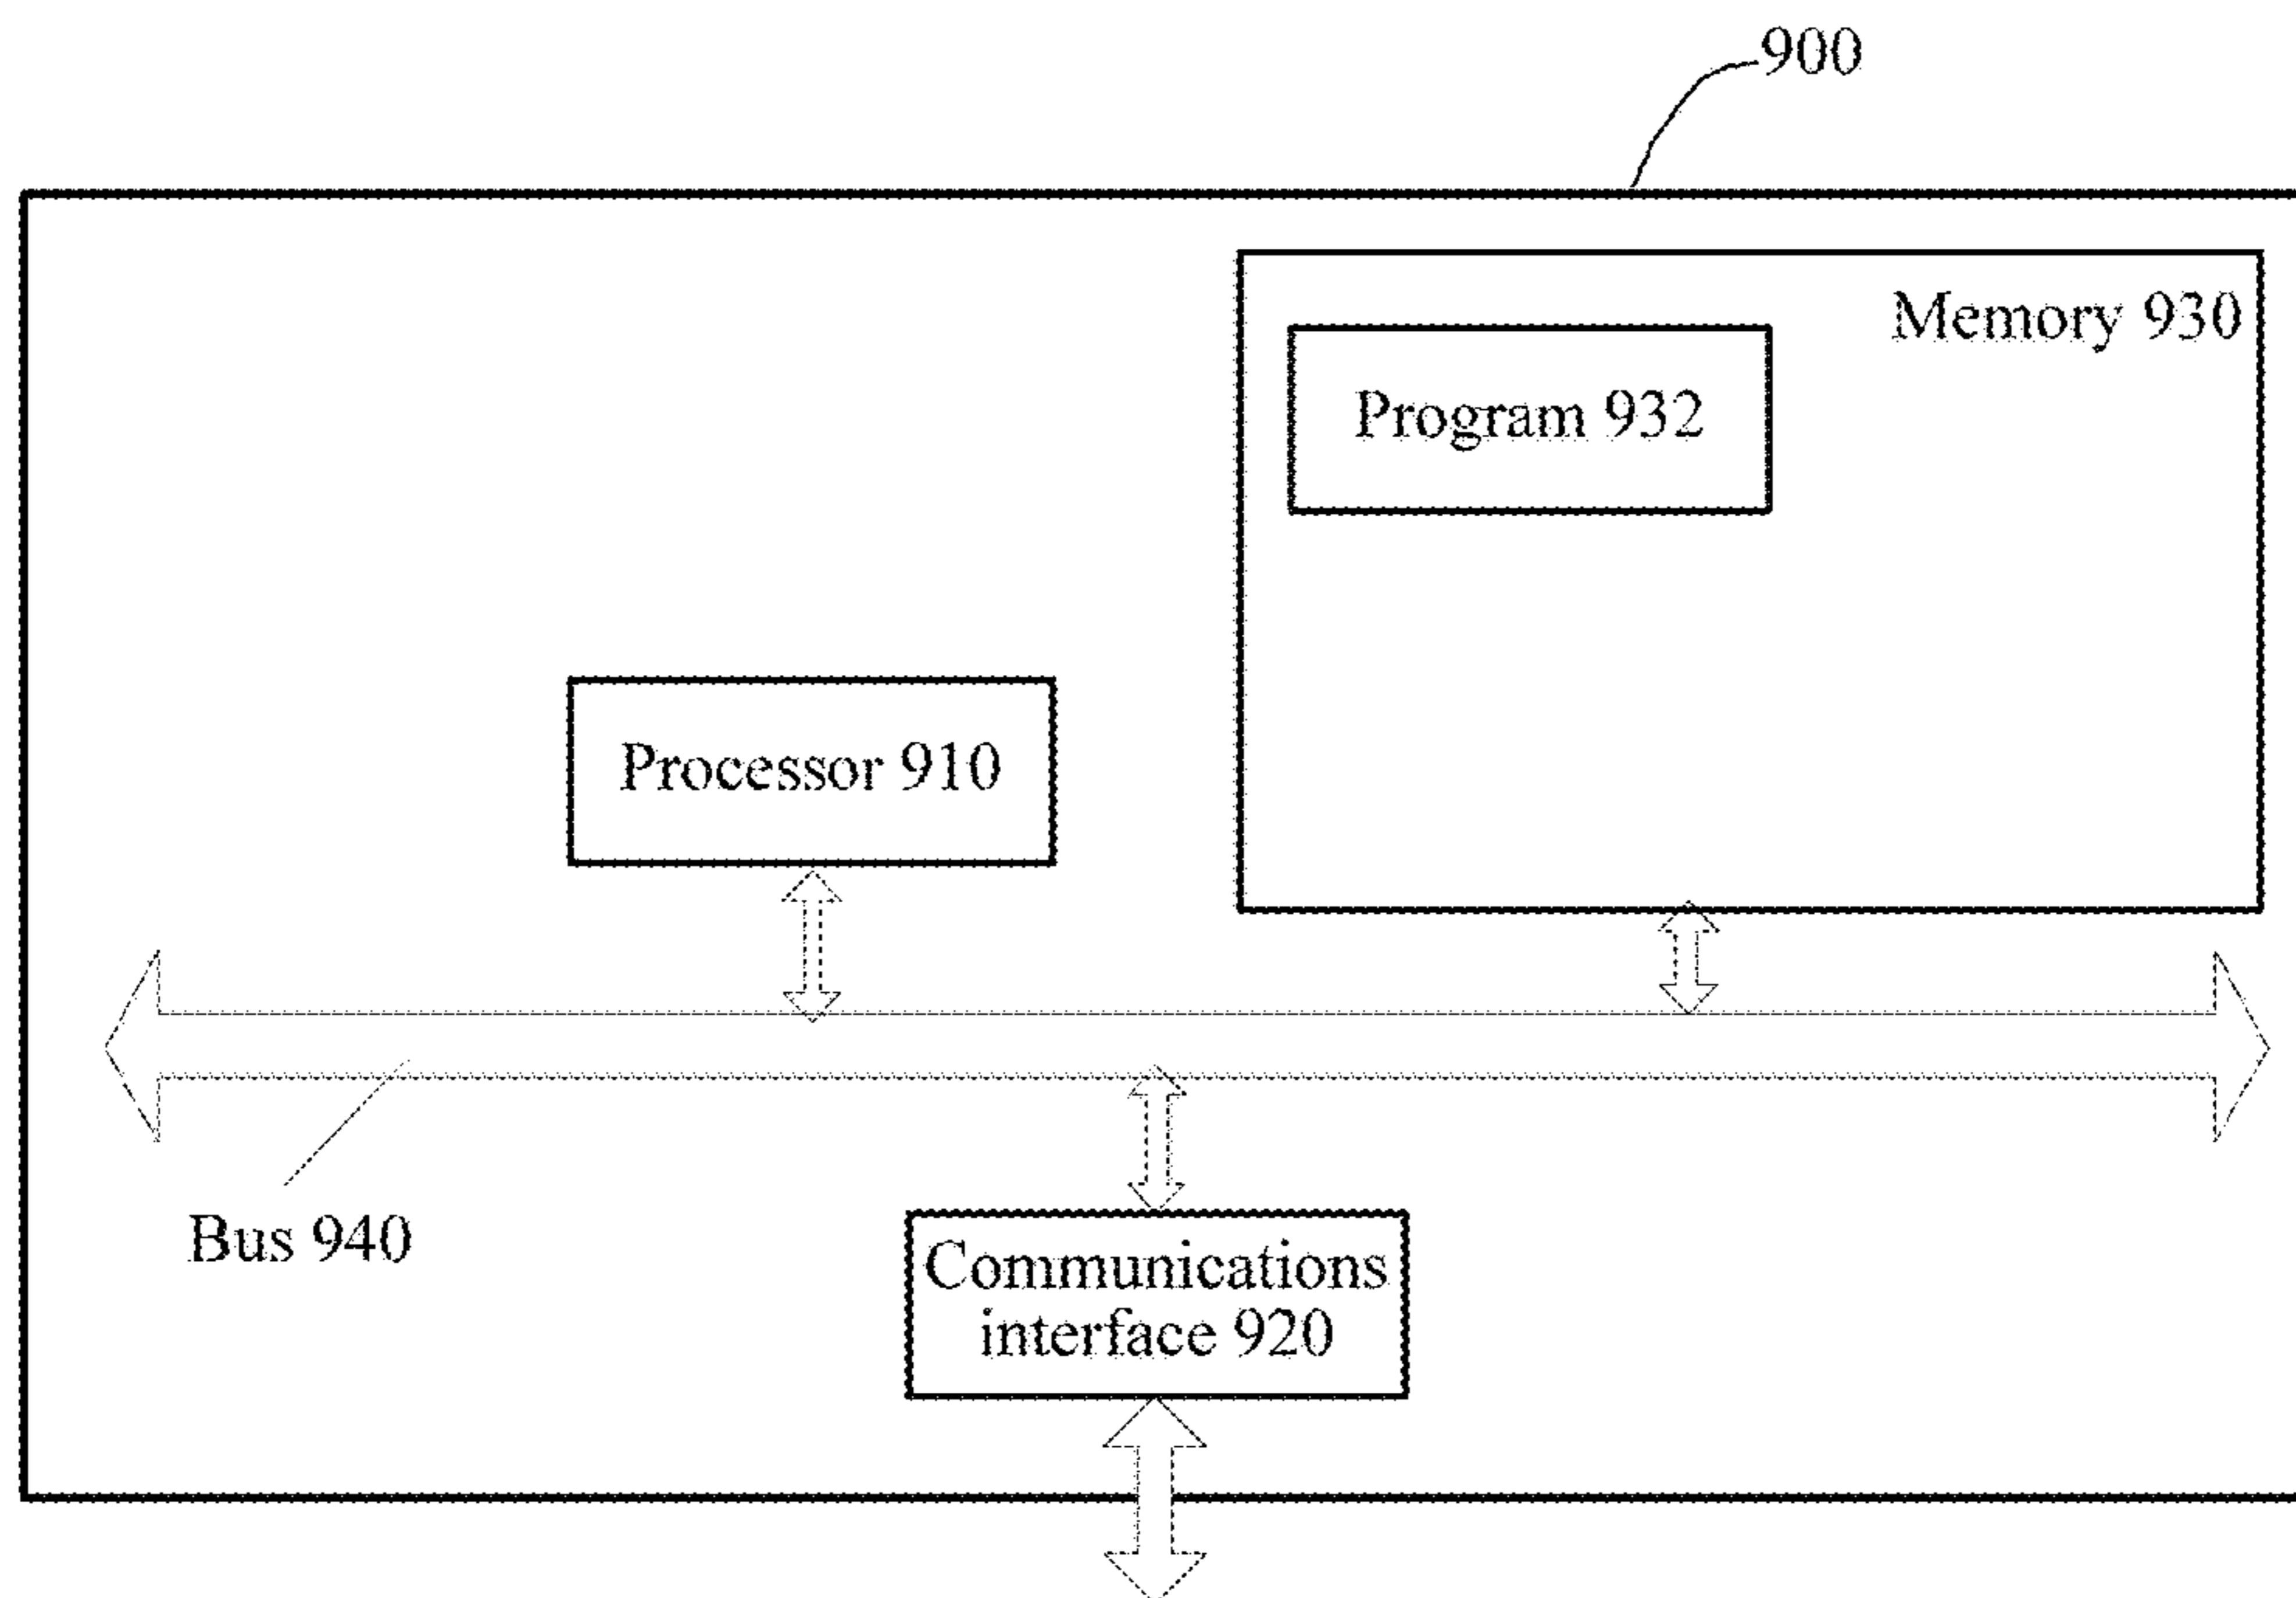 900
Memory 930
Program 932
Processor 910
Bus 940
Communications
interface 920